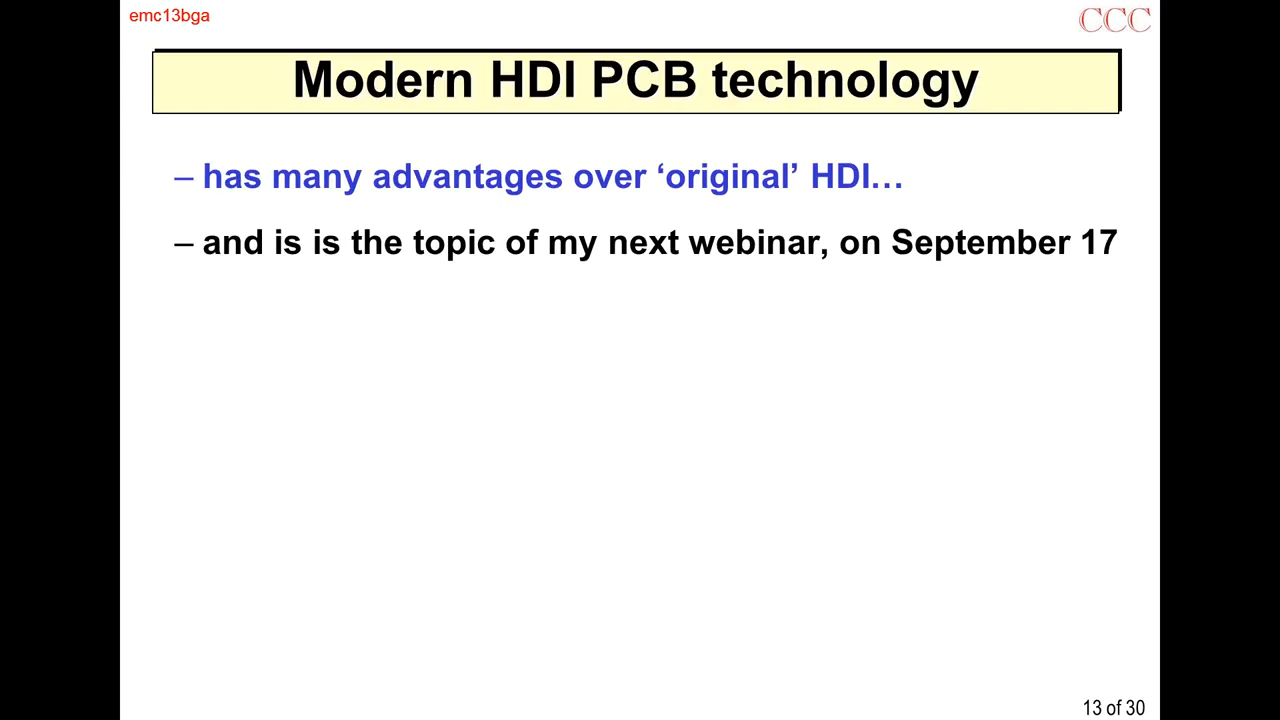 emc13bga
CCC
Modern HDI PCB technology
– has many advantages over ‘original’ HDI…
– and is is the topic of my next webinar, on September 17
13 of 30